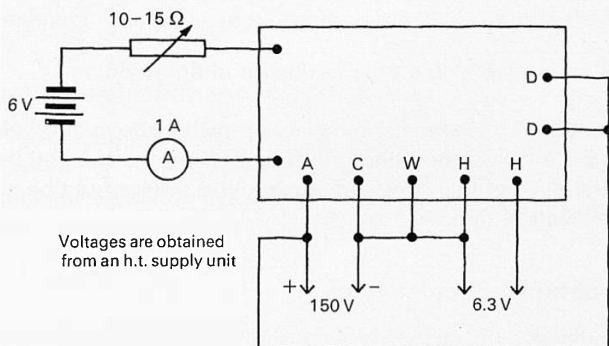 10–15 Ω
6 V
1 A
A
D
D
A C W H H
Voltages are obtained
from an h.t. supply unit
+ 150 V −
6.3 V